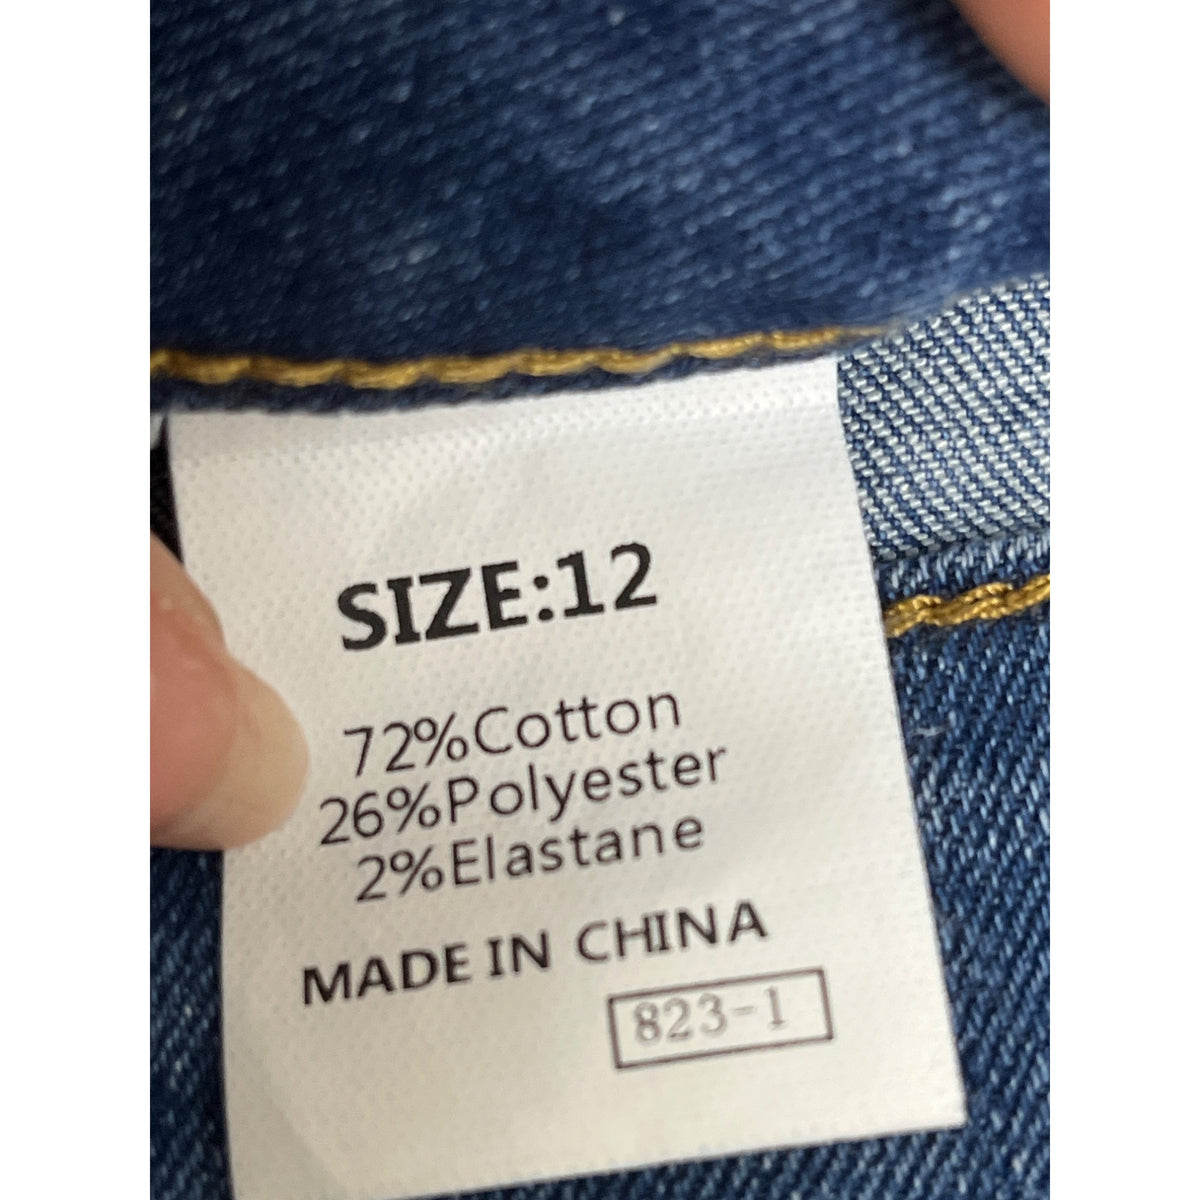 SIZE:12
72%Cotton
26%Polyester
2%Elastane
MADE IN CHINA
823-1